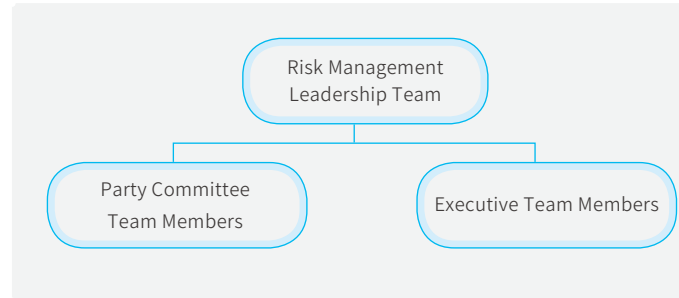 Risk Management
Leadership Team
Party Committee
Team Members
Executive Team Members